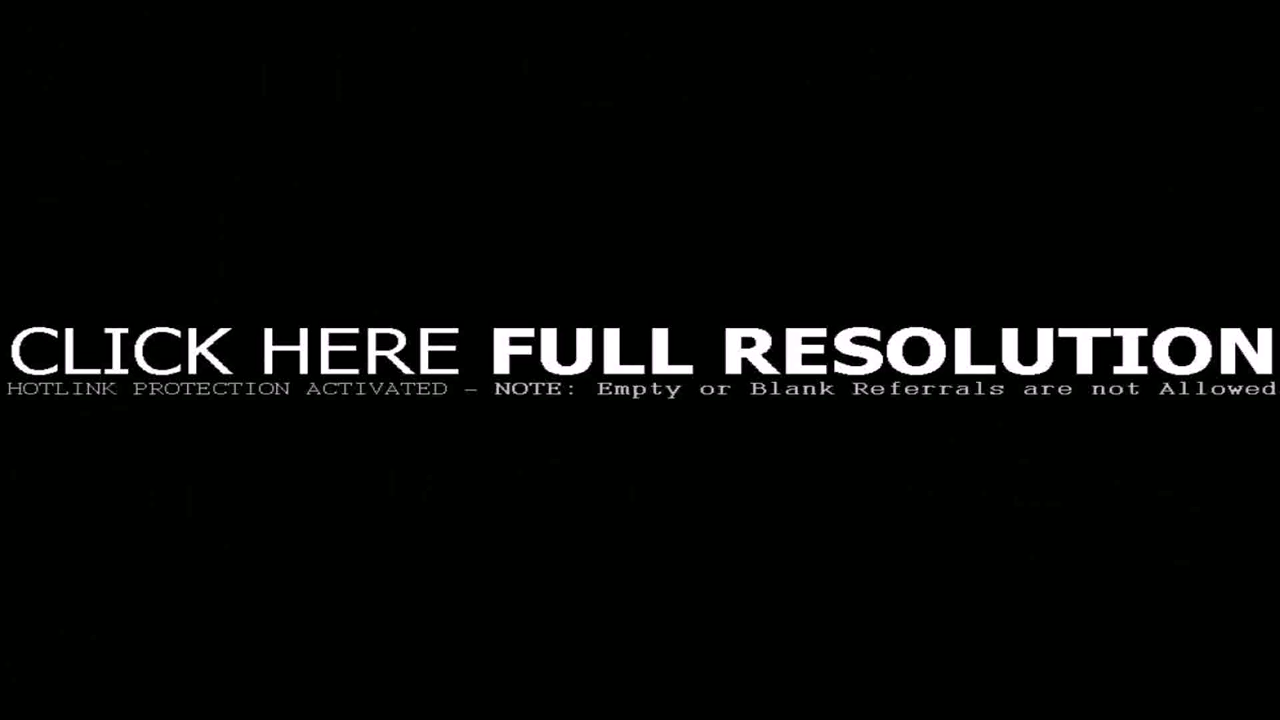 CLICK HERE FULL RESOLUTION
HOTLINK PROTECTION ACTIVATED - NOTE: Empty or Blank Referrals are not Allowed